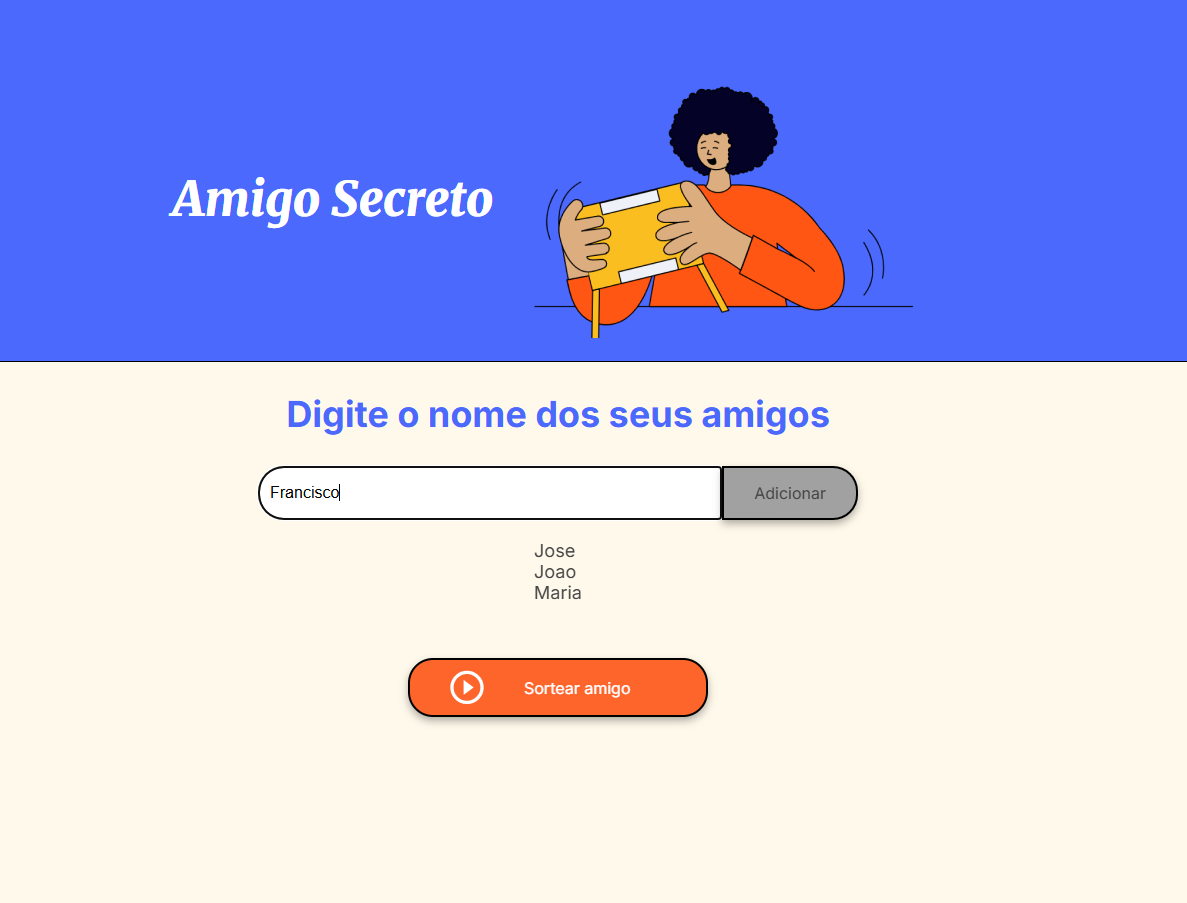 Amigo Secreto
Digite o nome dos seus amigos
Francisco
Adicionar
Jose
Joao
Maria
Sortear amigo